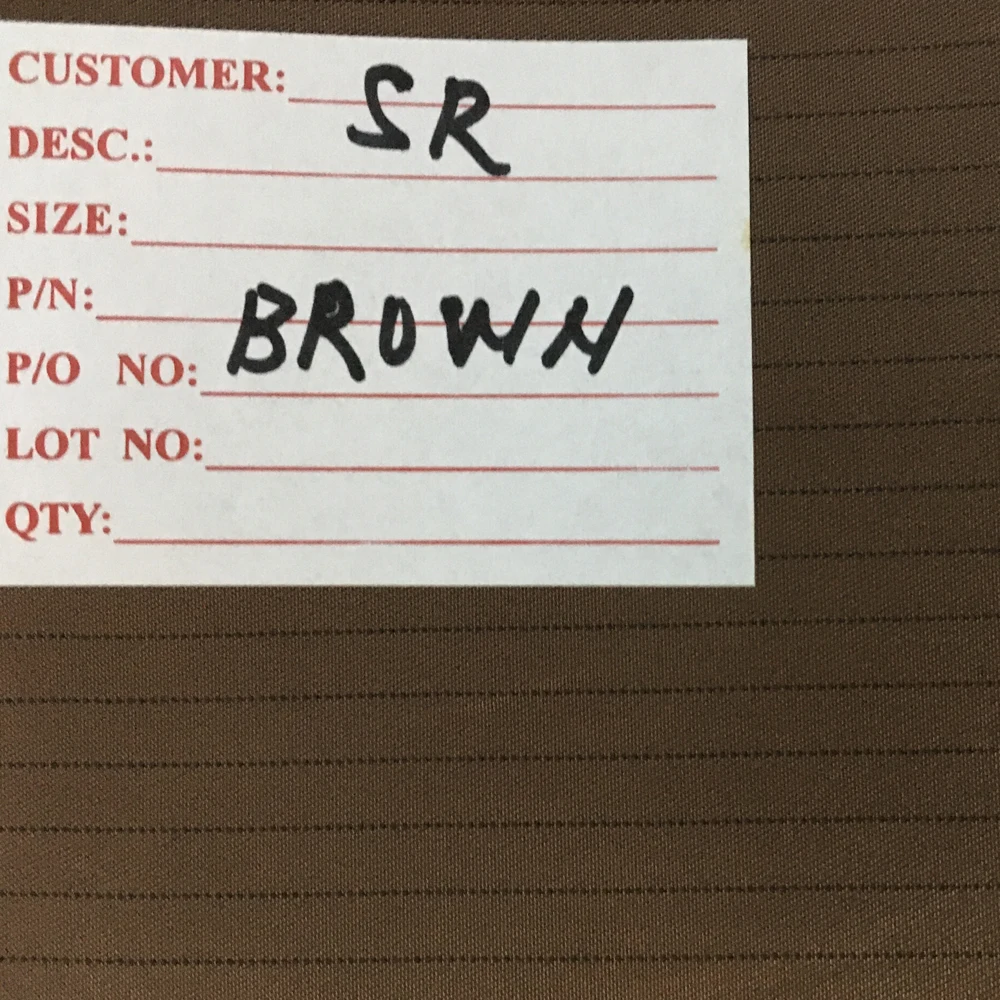 CUSTOMER: SR
DESC.:
SIZE:
P/N: BROWN
P/O NO:
LOT NO:
QTY: